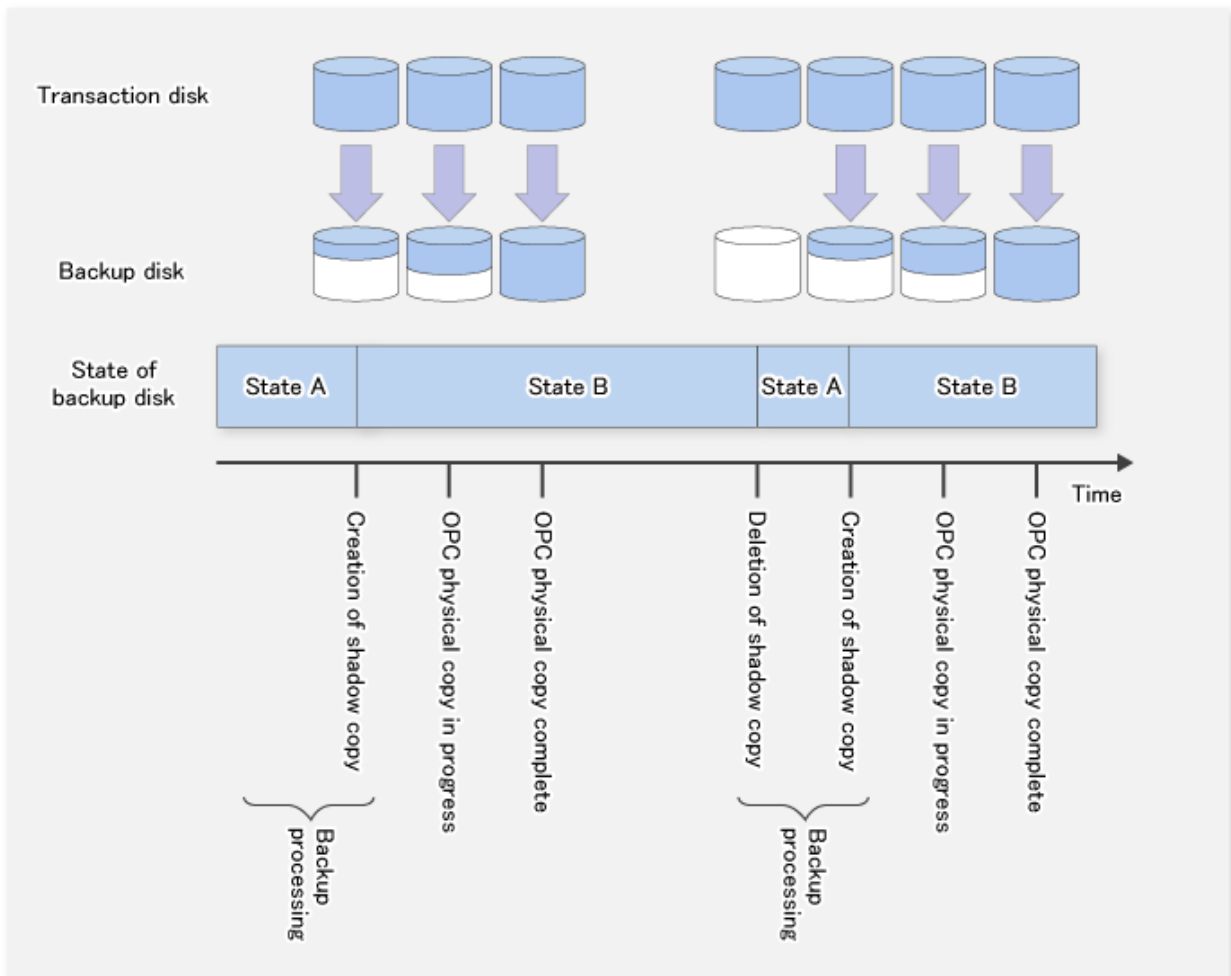 Transaction disk
Backup disk
State of
backup disk
State A
State B
State A
State B
Time
Creation of shadow copy
OPC physical copy in progress
OPC physical copy complete
Deletion of shadow copy
Creation of shadow copy
OPC physical copy in progress
OPC physical copy complete
Backup
processing
Backup
processing